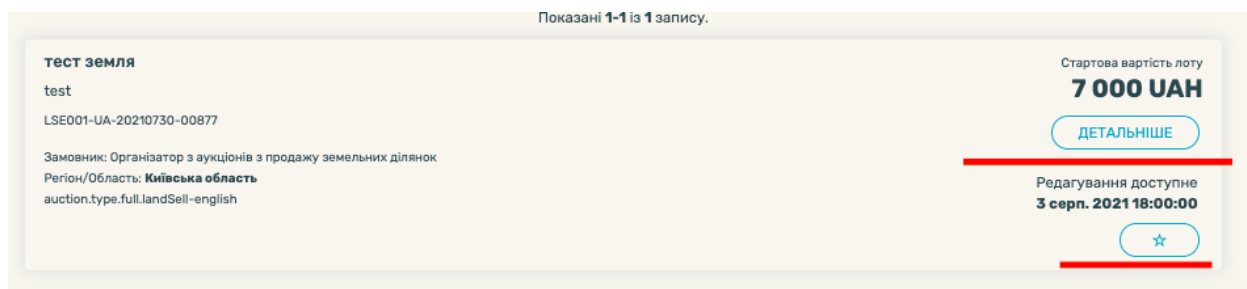 Показані 1-1 із 1 запису.
тест земля
test
LSE001-UA-20210730-00877
Замовник: Організатор з аукціонів з продажу земельних ділянок
Регіон/Область: Київська область
auction.type.full.landSell-english
Стартова вартість лоту
7 000 UAH
ДЕТАЛЬНІШЕ
Редагування доступне
3 серп. 2021 18:00:00